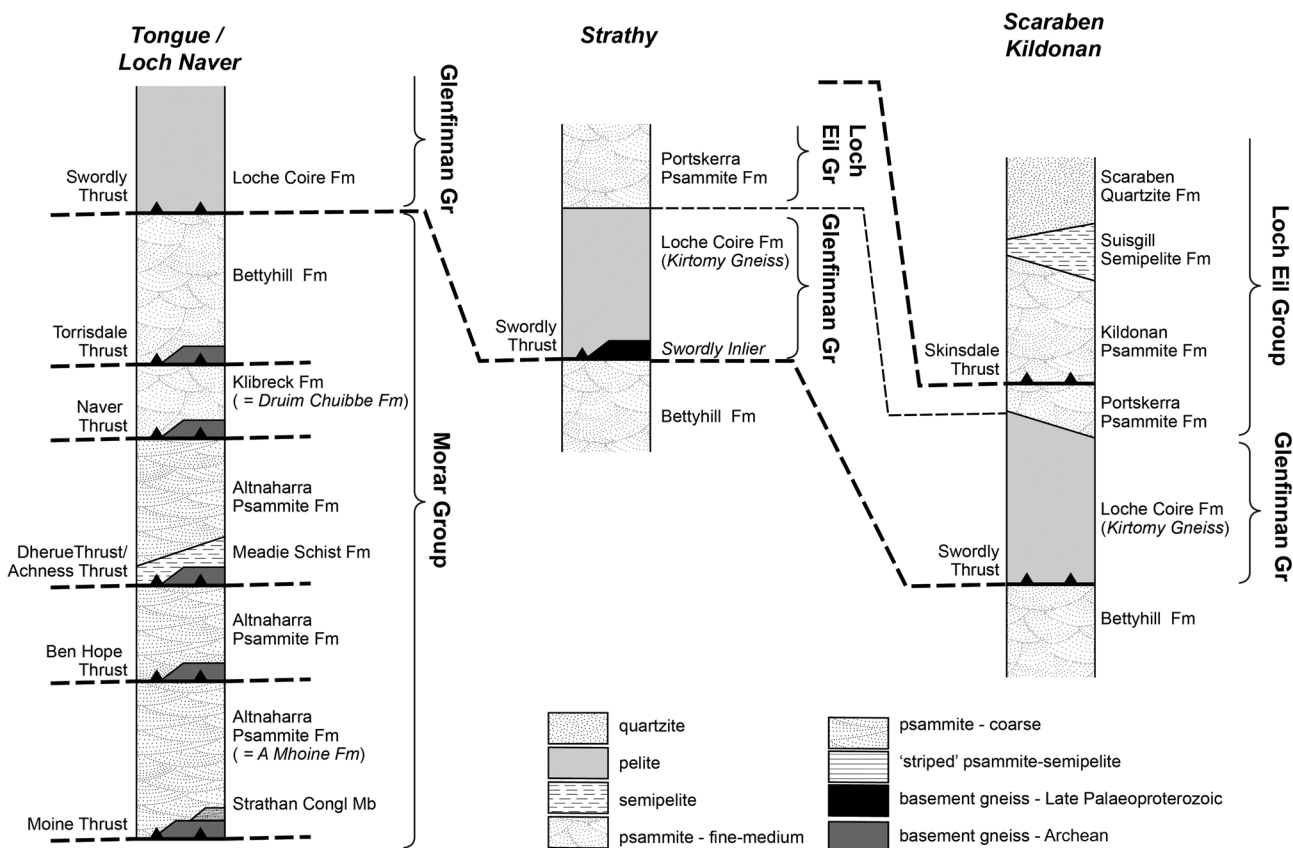 Tongue /
Loch Naver
Glenfinnan Gr
Swordly
Thrust
Loche Coire Fm
Bettyhill Fm
Torrisdale
Thrust
Klibreck Fm
( = Druim Chuibbe Fm)
Naver
Thrust
Morar Group
Altnaharra
Psammite Fm
DherueThrust/
Achness Thrust
Meadie Schist Fm
Altnaharra
Psammite Fm
Ben Hope
Thrust
Altnaharra
Psammite Fm
( = A Mhoine Fm)
Strathan Congl Mb
Moine Thrust
Strathy
Portskerra
Psammite Fm
Loch
Eil Gr
Loche Coire Fm
(Kirtomy Gneiss)
Glenfinnan Gr
Swordly
Thrust
Swordly Inlier
Bettyhill Fm
Scaraben
Kildonan
Scaraben
Quartzite Fm
Suisgill
Semipelite Fm
Loch Eil Group
Kildonan
Psammite Fm
Skinsdale
Thrust
Portskerra
Psammite Fm
Glenfinnan Gr
Loche Coire Fm
(Kirtomy Gneiss)
Swordly
Thrust
Bettyhill Fm
quartzite
pelite
semipelite
psammite - fine-medium
psammite - coarse
‘striped’ psammite-semipelite
basement gneiss - Late Palaeoproterozoic
basement gneiss - Archean